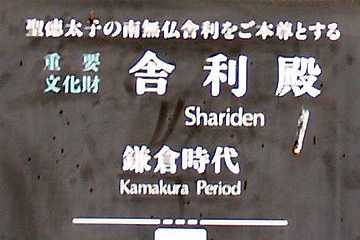 聖徳太子の南無仏舎利をご本尊とする
重要
文化財
舎利殿
Shariden
鎌倉時代
Kamakura Period